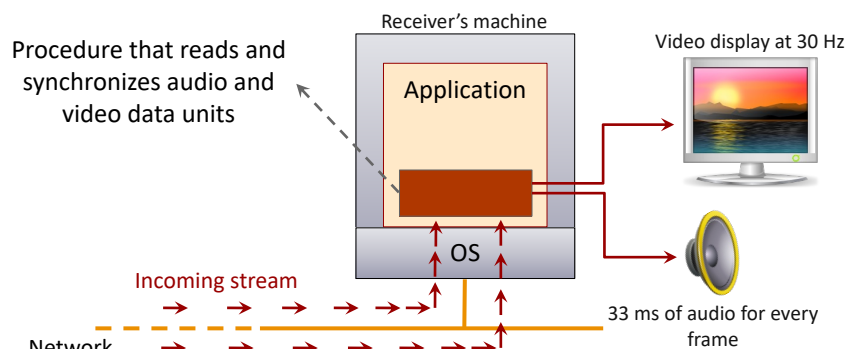 Receiver's machine
Procedure that reads and
synchronizes audio and
video data units
Application
Video display at 30 Hz
OS
Incoming stream
33 ms of audio for every
frame
Network